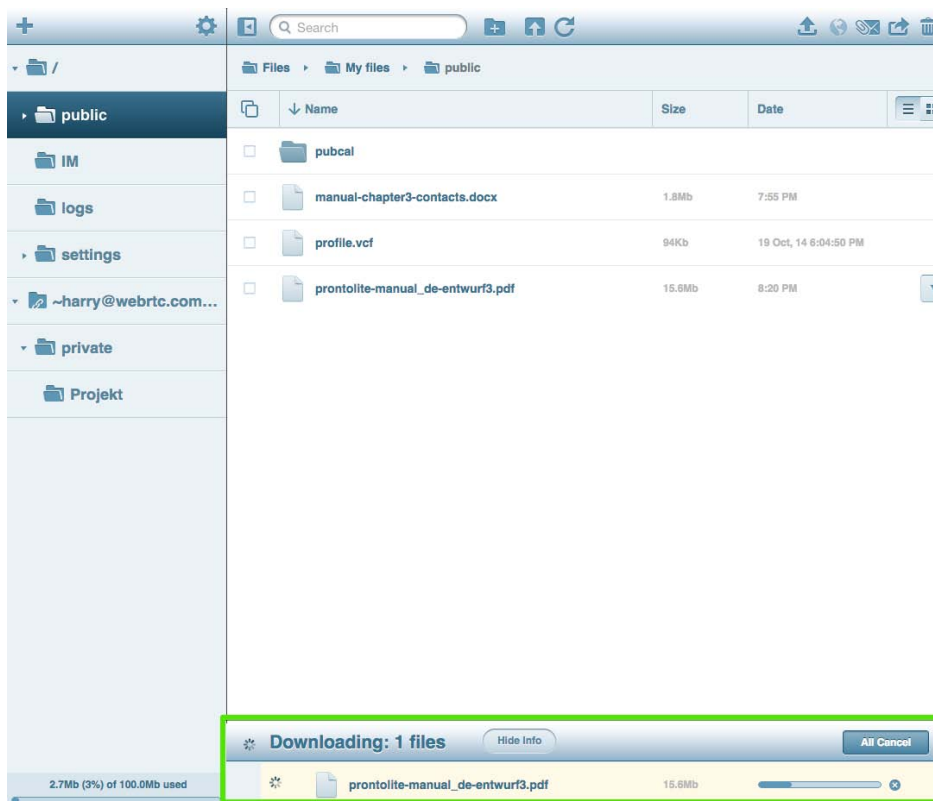 Search
/
Files My files public
public
Name Size Date
IM
pubcal
logs
manual-chapter3-contacts.docx 1.8Mb 7:55 PM
settings
profile.vcf 94Kb 19 Oct, 14 6:04:50 PM
~harry@webrtc.com...
prontolite-manual_de-entwurf3.pdf 15.6Mb 8:20 PM
private
Projekt
Downloading: 1 files Hide Info All Cancel
2.7Mb (3%) of 100.0Mb used
prontolite-manual_de-entwurf3.pdf 15.6Mb